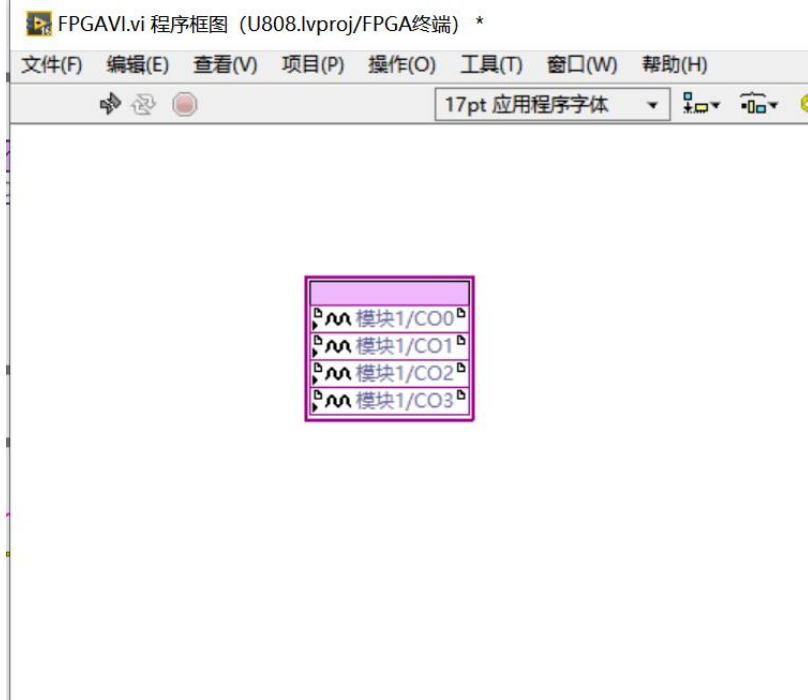 FPGAVI.vi 程序框图（U808.lvproj/FPGA终端） *
文件(F) 编辑(E) 查看(V) 项目(P) 操作(O) 工具(T) 窗口(W) 帮助(H)
17pt 应用程序字体
模块1/CO0
模块1/CO1
模块1/CO2
模块1/CO3